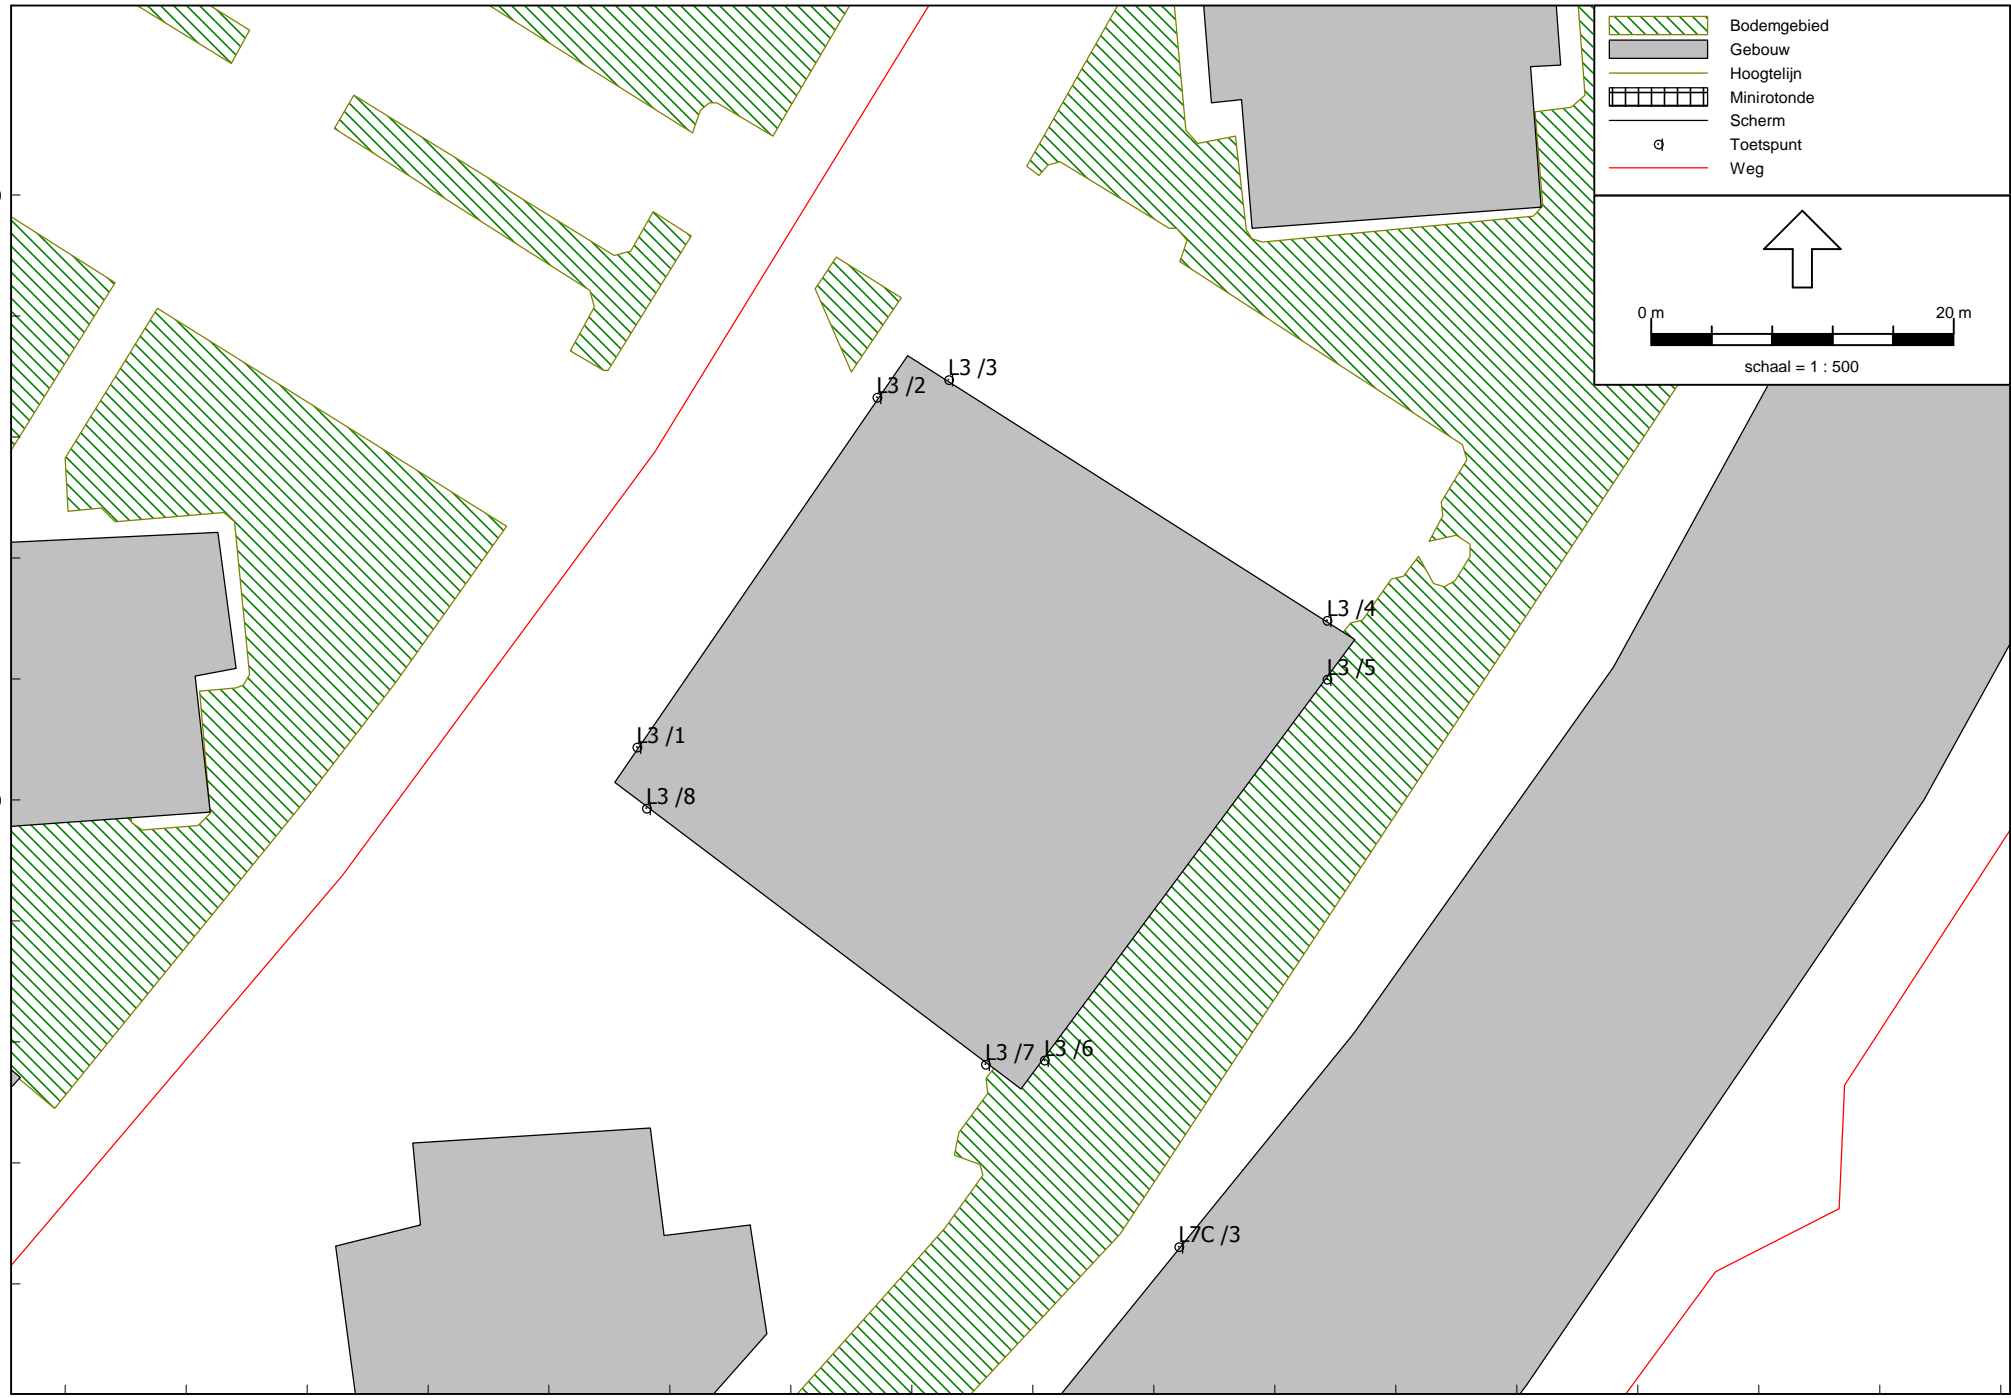 Bodemgebied
Gebouw
Hoogtelijn
Minirotonde
Scherm
Toetspunt
Weg
0 m 20 m
schaal = 1 : 500
L3 /3
L3 /2
L3 /4
L3 /5
L3 /1
L3 /8
L3 /7
L3 /6
L7C /3